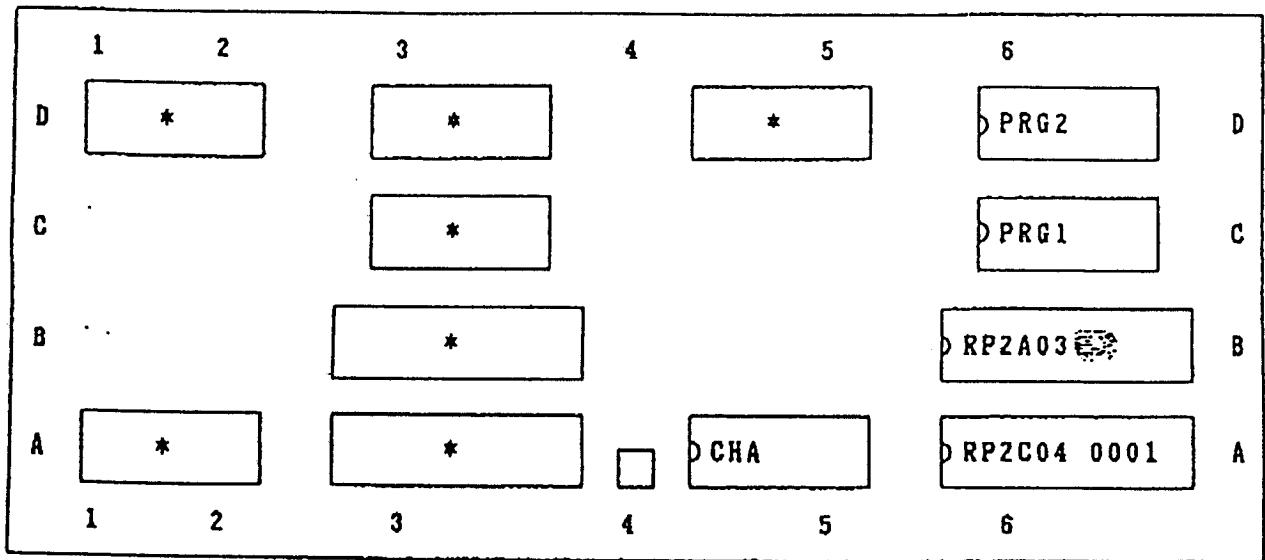 1 2 3 4 5 6
D * * * PRG2 D
C * PRG1 C
B * RP2A03 B
A * * CHA RP2C04 0001 A
1 2 3 4 5 6